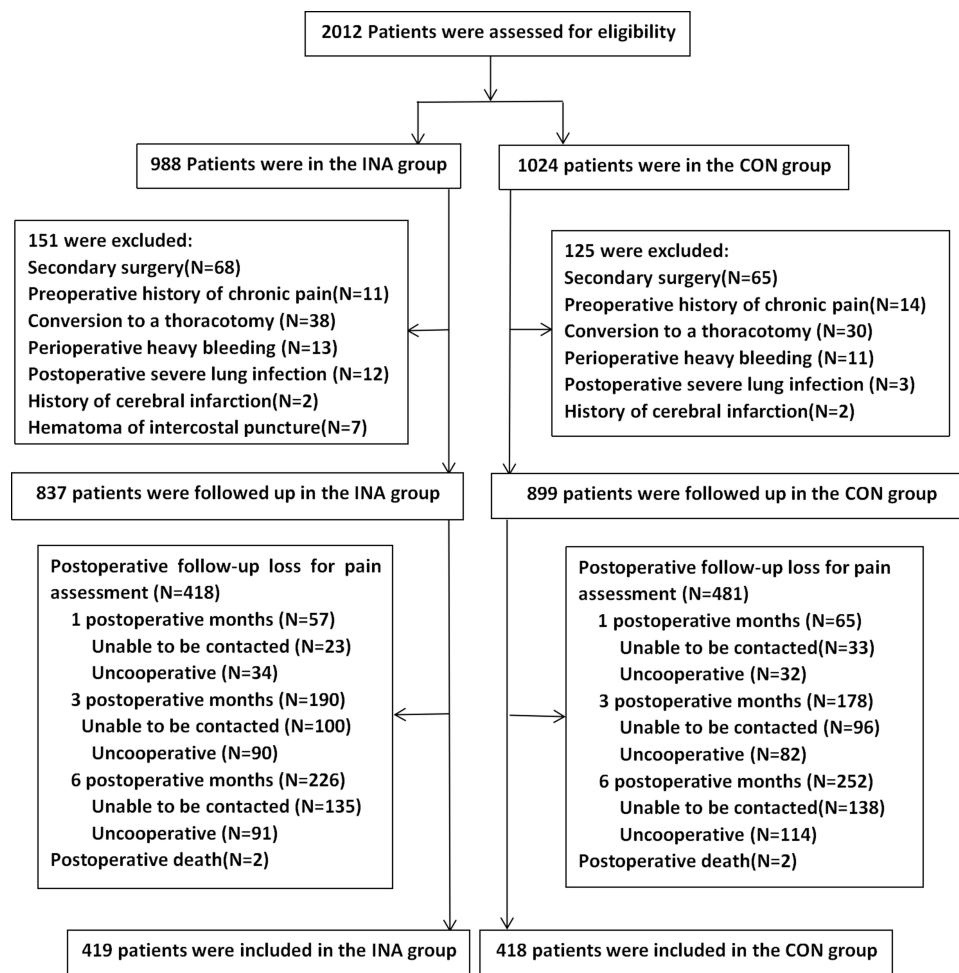 2012 Patients were assessed for eligibility
988 Patients were in the INA group
1024 patients were in the CON group
151 were excluded:
Secondary surgery(N=68)
Preoperative history of chronic pain(N=11)
Conversion to a thoracotomy (N=38)
Perioperative heavy bleeding (N=13)
Postoperative severe lung infection (N=12)
History of cerebral infarction(N=2)
Hematoma of intercostal puncture(N=7)
125 were excluded:
Secondary surgery(N=65)
Preoperative history of chronic pain(N=14)
Conversion to a thoracotomy (N=30)
Perioperative heavy bleeding (N=11)
Postoperative severe lung infection (N=3)
History of cerebral infarction(N=2)
837 patients were followed up in the INA group
899 patients were followed up in the CON group
Postoperative follow-up loss for pain
assessment (N=418)
1 postoperative months (N=57)
Unable to be contacted (N=23)
Uncooperative (N=34)
3 postoperative months (N=190)
Unable to be contacted (N=100)
Uncooperative (N=90)
6 postoperative months (N=226)
Unable to be contacted (N=135)
Uncooperative (N=91)
Postoperative death(N=2)
Postoperative follow-up loss for pain
assessment (N=481)
1 postoperative months (N=65)
Unable to be contacted(N=33)
Uncooperative (N=32)
3 postoperative months (N=178)
Unable to be contacted (N=96)
Uncooperative (N=82)
6 postoperative months (N=252)
Unable to be contacted(N=138)
Uncooperative (N=114)
Postoperative death(N=2)
419 patients were included in the INA group
418 patients were included in the CON group